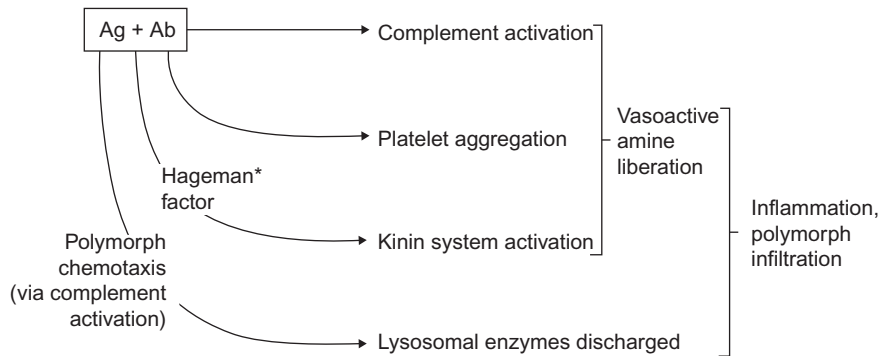 Ag + Ab
Complement activation
Platelet aggregation
Vasoactive
amine
liberation
Hageman*
factor
Inflammation,
polymorph
infiltration
Polymorph
chemotaxis
(via complement
activation)
Kinin system activation
Lysosomal enzymes discharged